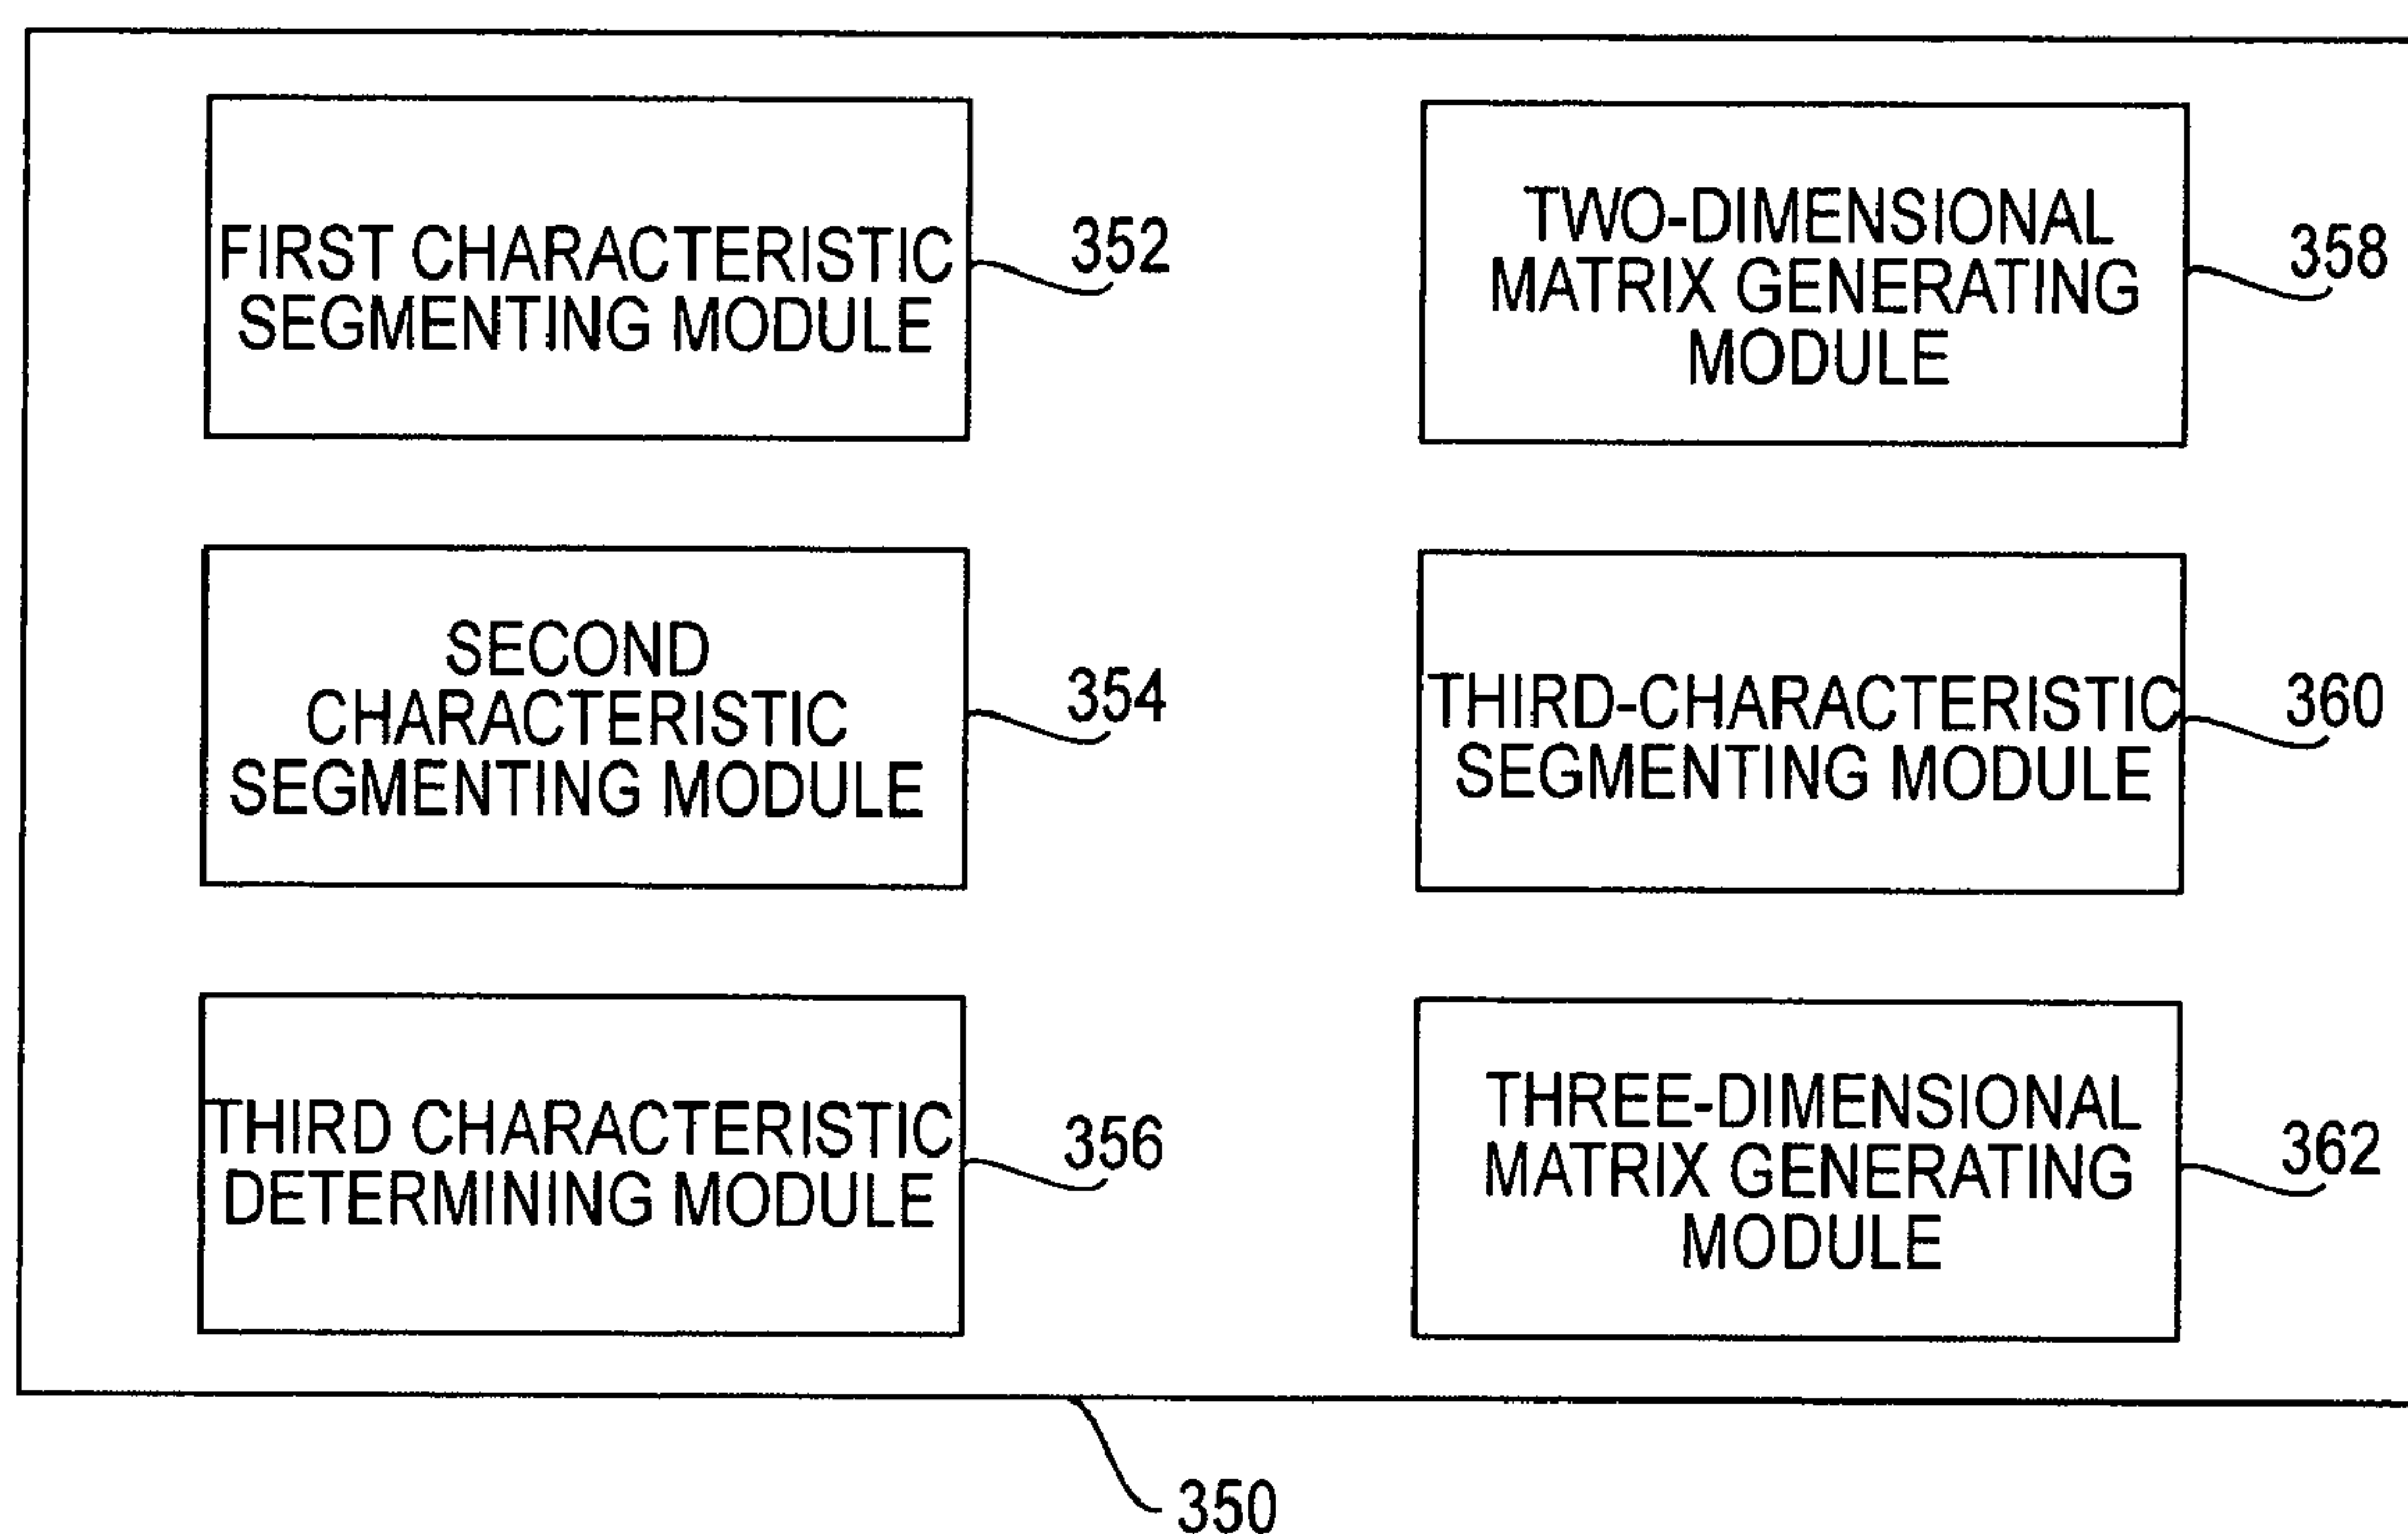 FIRST CHARACTERISTIC
SEGMENTING MODULE
352
SECOND
CHARACTERISTIC
SEGMENTING MODULE
354
THIRD CHARACTERISTIC
DETERMINING MODULE
356
TWO-DIMENSIONAL
MATRIX GENERATING
MODULE
358
THIRD-CHARACTERISTIC
SEGMENTING MODULE
360
THREE-DIMENSIONAL
MATRIX GENERATING
MODULE
362
350